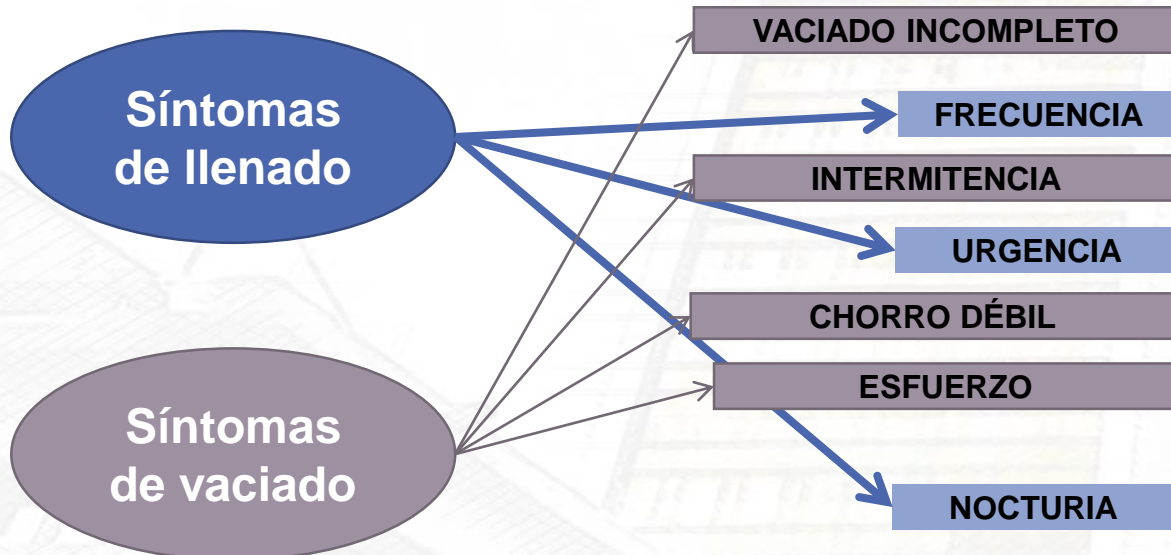 Síntomas
de llenado
Síntomas
de vaciado
VACIADO INCOMPLETO
FRECUENCIA
INTERMITENCIA
URGENCIA
CHORRO DÉBIL
ESFUERZO
NOCTURIA